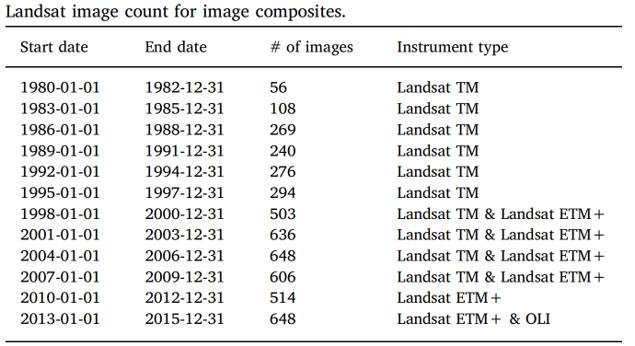 Landsat image count for image composites.
Start date End date # of images Instrument type
1980-01-01 1982-12-31 56 Landsat TM
1983-01-01 1985-12-31 108 Landsat TM
1986-01-01 1988-12-31 269 Landsat TM
1989-01-01 1991-12-31 240 Landsat TM
1992-01-01 1994-12-31 276 Landsat TM
1995-01-01 1997-12-31 294 Landsat TM
1998-01-01 2000-12-31 503 Landsat TM & Landsat ETM+
2001-01-01 2003-12-31 636 Landsat TM & Landsat ETM+
2004-01-01 2006-12-31 648 Landsat TM & Landsat ETM+
2007-01-01 2009-12-31 606 Landsat TM & Landsat ETM+
2010-01-01 2012-12-31 514 Landsat ETM+
2013-01-01 2015-12-31 648 Landsat ETM+ & OLI